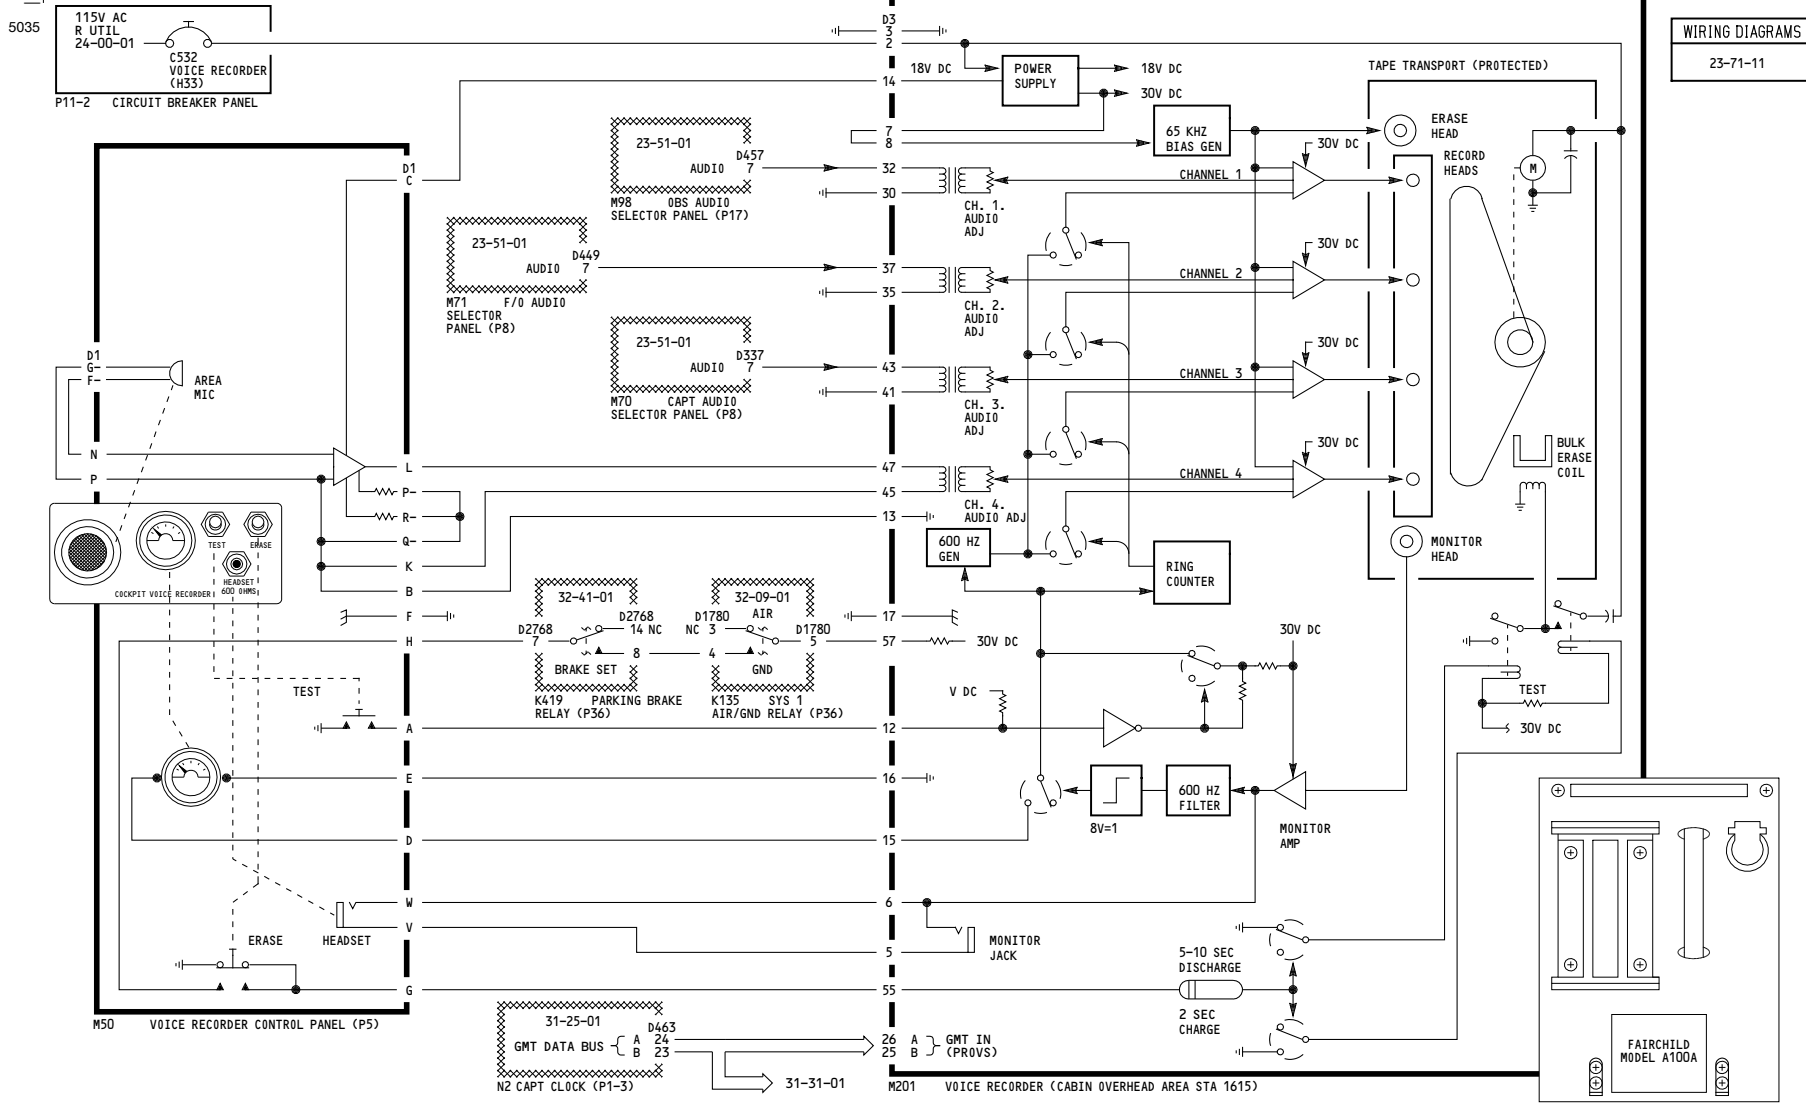 5035
115V AC
R UTIL
24-00-01
C532
VOICE RECORDER
(H33)
P11-2 CIRCUIT BREAKER PANEL
D3
3
2
14
7
8
32
30
37
35
43
41
47
45
13
17
57
12
16
15
6
5
55
26
25
WIRING DIAGRAMS
23-71-11
18V DC
POWER
SUPPLY
18V DC
30V DC
65 KHZ
BIAS GEN
TAPE TRANSPORT (PROTECTED)
ERASE
HEAD
RECORD
HEADS
M
30V DC
CHANNEL 1
CH. 1.
AUDIO
ADJ
30V DC
CHANNEL 2
CH. 2.
AUDIO
ADJ
30V DC
CHANNEL 3
CH. 3.
AUDIO
ADJ
30V DC
CHANNEL 4
CH. 4.
AUDIO ADJ
BULK
ERASE
COIL
MONITOR
HEAD
600 HZ
GEN
RING
COUNTER
23-51-01
D457
AUDIO 7
M98 OBS AUDIO
SELECTOR PANEL (P17)
23-51-01
D449
AUDIO 7
M71 F/O AUDIO
SELECTOR
PANEL (P8)
23-51-01
D337
AUDIO 7
M70 CAPT AUDIO
SELECTOR PANEL (P8)
D1
C
D1
G-
F-
AREA
MIC
N
P
L
P-
R-
Q-
K
B
F
H
A
E
D
W
V
G
TEST
ERASE
HEADSET
600 OHMS
COCKPIT VOICE RECORDER
32-41-01
D2768
7
D2768
14 NC
8
BRAKE SET
K419 PARKING BRAKE
RELAY (P36)
32-09-01
AIR
D1780
NC 3
4
D1780
5
GND
K135 SYS 1
AIR/GND RELAY (P36)
30V DC
30V DC
V DC
TEST
TEST
30V DC
8V=1
600 HZ
FILTER
MONITOR
AMP
ERASE
HEADSET
MONITOR
JACK
5-10 SEC
DISCHARGE
2 SEC
CHARGE
M50 VOICE RECORDER CONTROL PANEL (P5)
31-25-01
D463
GMT DATA BUS
A 24
B 23
N2 CAPT CLOCK (P1-3)
31-31-01
A
B
GMT IN
(PROVS)
M201 VOICE RECORDER (CABIN OVERHEAD AREA STA 1615)
FAIRCHILD
MODEL A100A